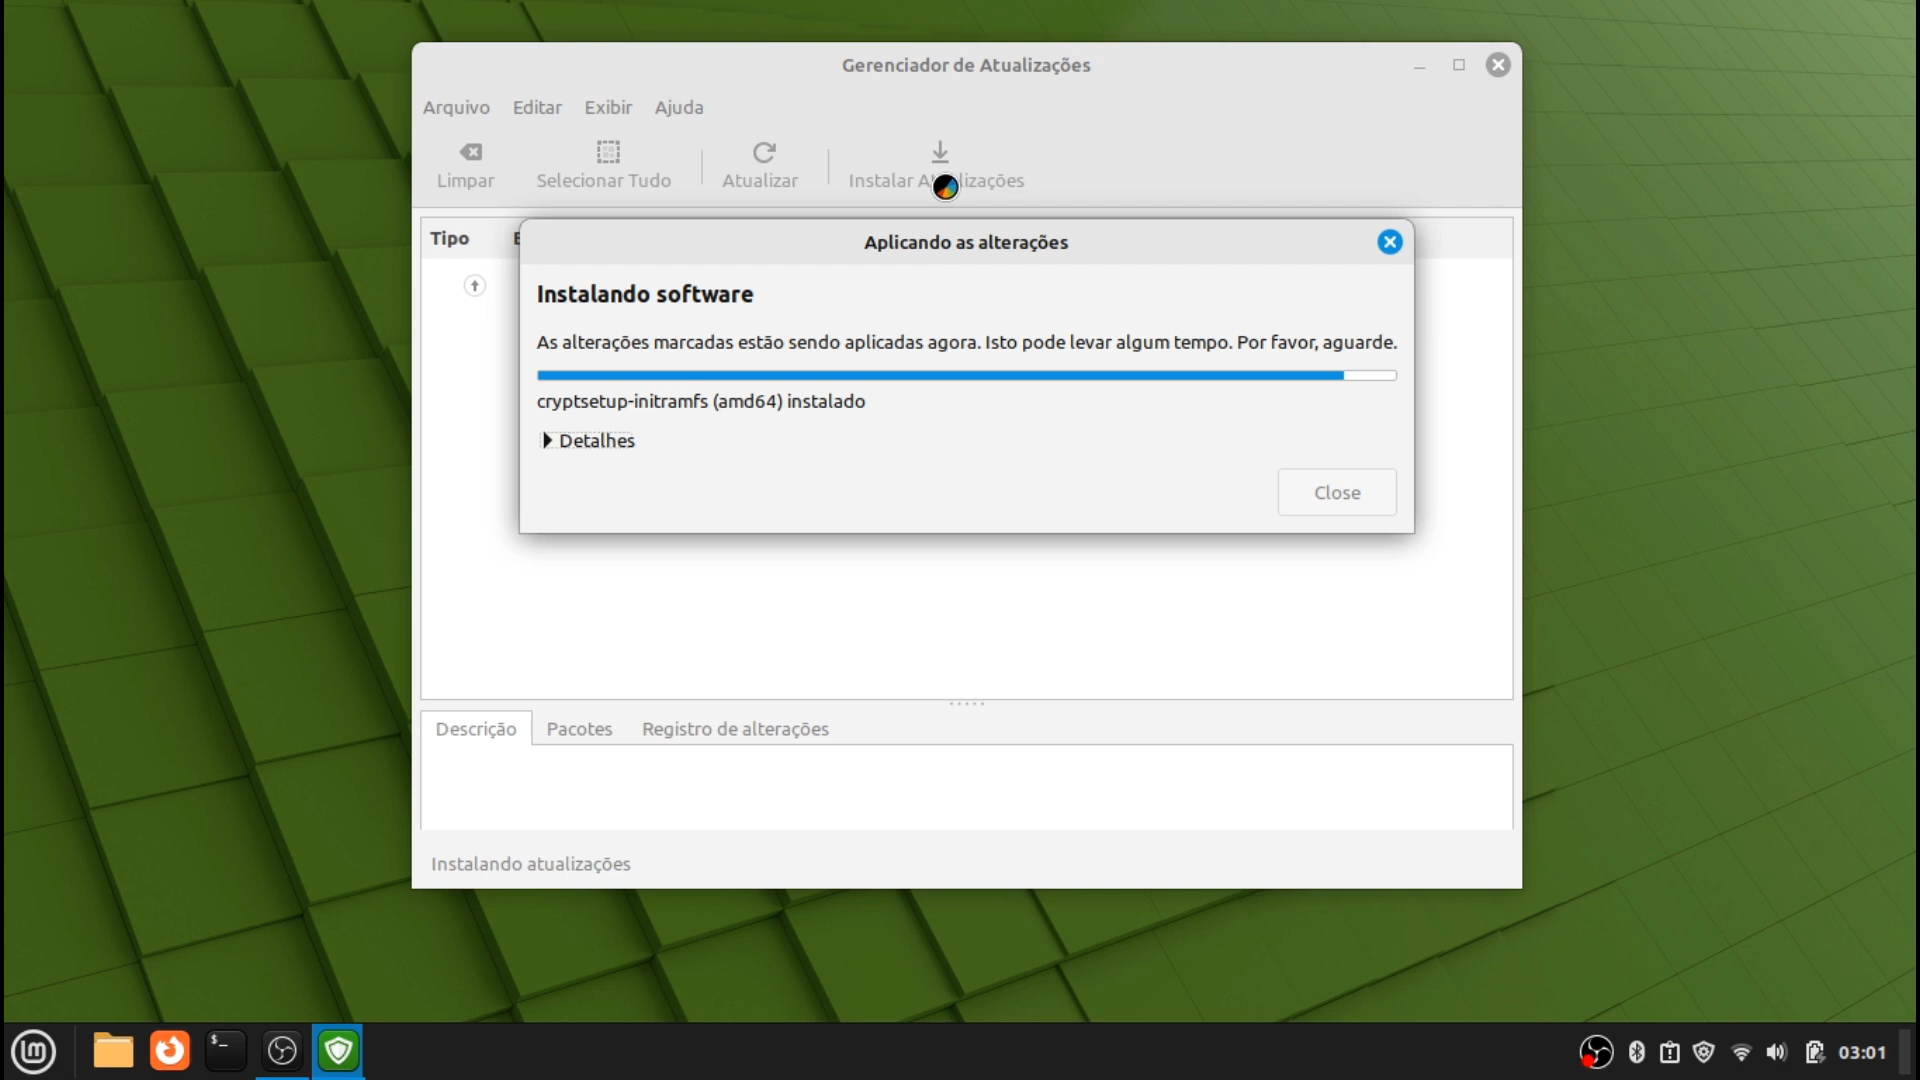 Gerenciador de Atualizações
Arquivo Editar Exibir Ajuda
Limpar Selecionar Tudo Atualizar Instalar
Tipo
Aplicando as alterações
Instalando software
As alterações marcadas estão sendo aplicadas agora. Isto pode levar algum tempo. Por favor, aguarde.
cryptsetup-initramfs (amd64) instalado
Detalhes
Close
Descrição Pacotes Registro de alterações
Instalando atualizações
$_
03:01